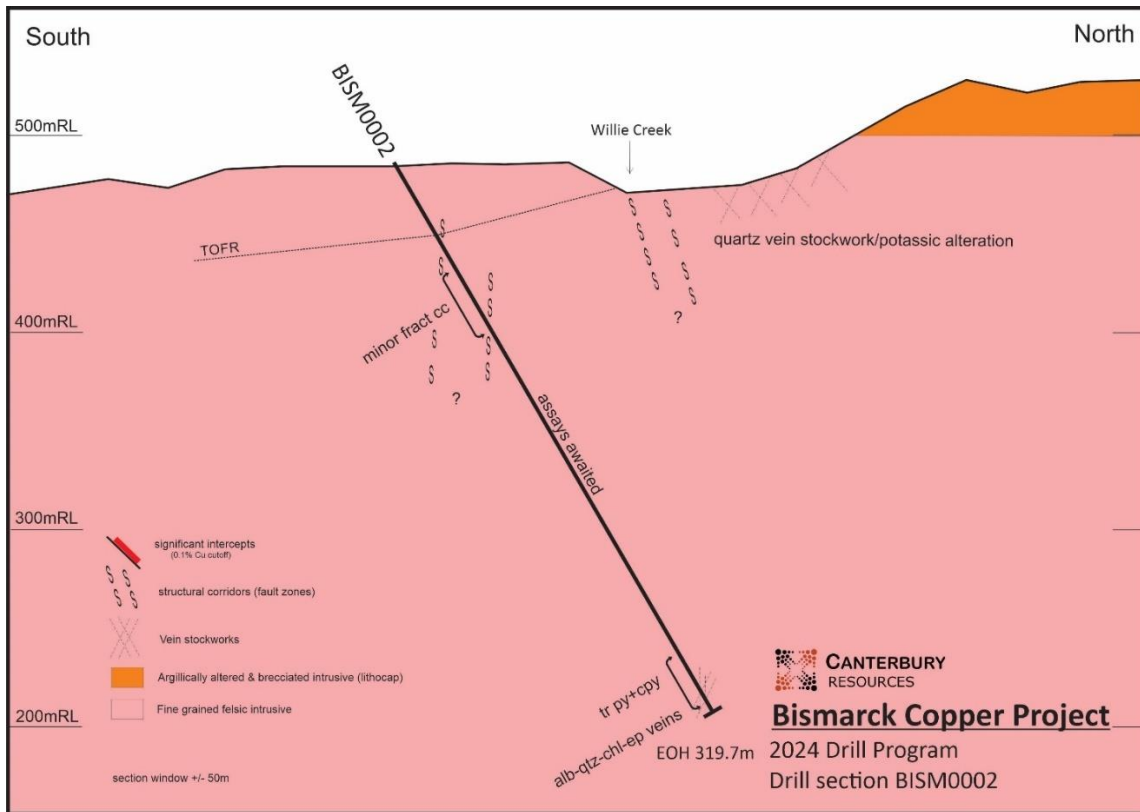 South
North
BISM0002
500mRL
Willie Creek
TOFR
quartz vein stockwork/potassic alteration
400mRL
minor fract cc
?
?
assays awaited
300mRL
significant intercepts
(0.1% Cu cutoff)
structural corridors (fault zones)
Vein stockworks
Argillically altered & brecciated intrusive (lithocap)
Fine grained felsic intrusive
200mRL
section window +/- 50m
tr py+cpy
alb-qtz-chl-ep veins
EOH 319.7m
CANTERBURY
RESOURCES
Bismarck Copper Project
2024 Drill Program
Drill section BISM0002